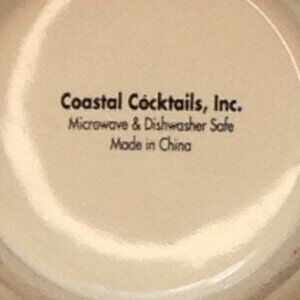 Coastal Cocktails, Inc.
Microwave & Dishwasher Safe
Made in China